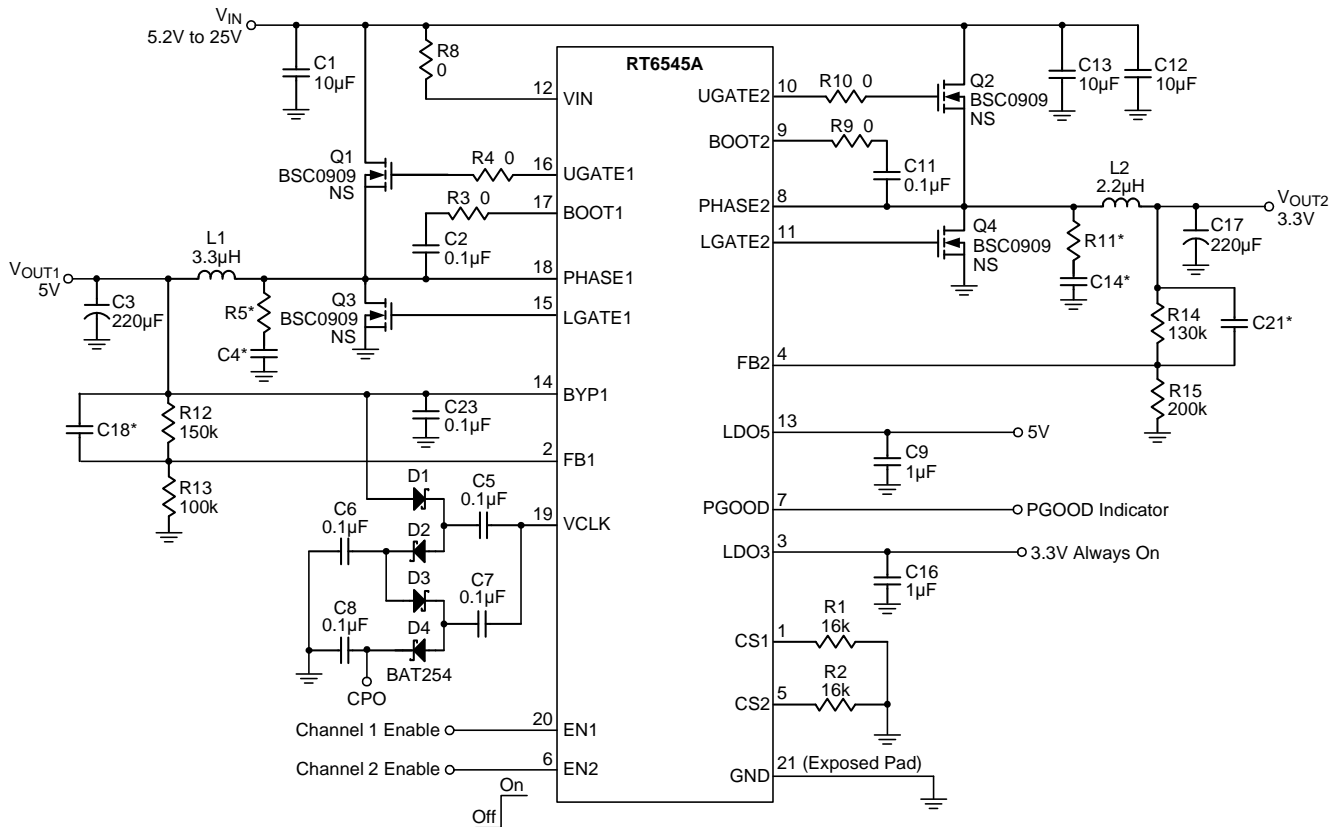 VIN
5.2V to 25V
C1
10µF
R8
0
12
VIN
RT6545A
UGATE2
10
R10 0
Q2
BSC0909
NS
C13
10µF
C12
10µF
BOOT2
9
R9 0
C11
0.1µF
Q1
BSC0909
NS
R4 0
16
UGATE1
R3 0
17
BOOT1
C2
0.1µF
PHASE2
8
L2
2.2µH
VOUT2
3.3V
C17
220µF
LGATE2
11
Q4
BSC0909
NS
R11*
C14*
VOUT1
5V
L1
3.3µH
18
PHASE1
C3
220µF
R5*
C4*
Q3
BSC0909
NS
15
LGATE1
R14
130k
C21*
FB2
4
R15
200k
14
BYP1
C23
0.1µF
C18*
R12
150k
2
FB1
R13
100k
LDO5
13
5V
C9
1µF
D1
C5
0.1µF
19
VCLK
C6
0.1µF
D2
D3
C7
0.1µF
C8
0.1µF
D4
BAT254
CPO
PGOOD
7
PGOOD Indicator
LDO3
3
3.3V Always On
C16
1µF
CS1
1
R1
16k
CS2
5
R2
16k
Channel 1 Enable
20
EN1
Channel 2 Enable
6
EN2
On
Off
GND
21 (Exposed Pad)